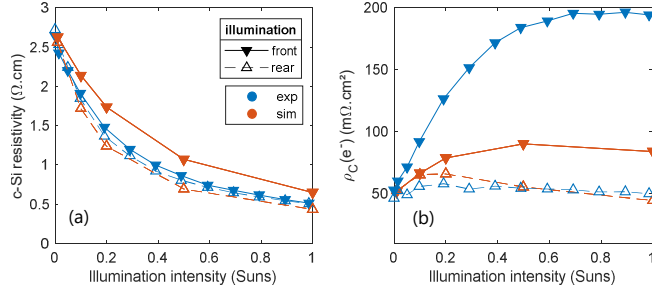 3
2.5
2
1.5
1
0.5
0
c-Si resistivity (Ω.cm)
illumination
front
rear
exp
sim
(a)
0 0.2 0.4 0.6 0.8 1
Illumination intensity (Suns)
200
150
100
50
0
ρC(e-) (mΩ.cm²)
(b)
0 0.2 0.4 0.6 0.8 1
Illumination intensity (Suns)